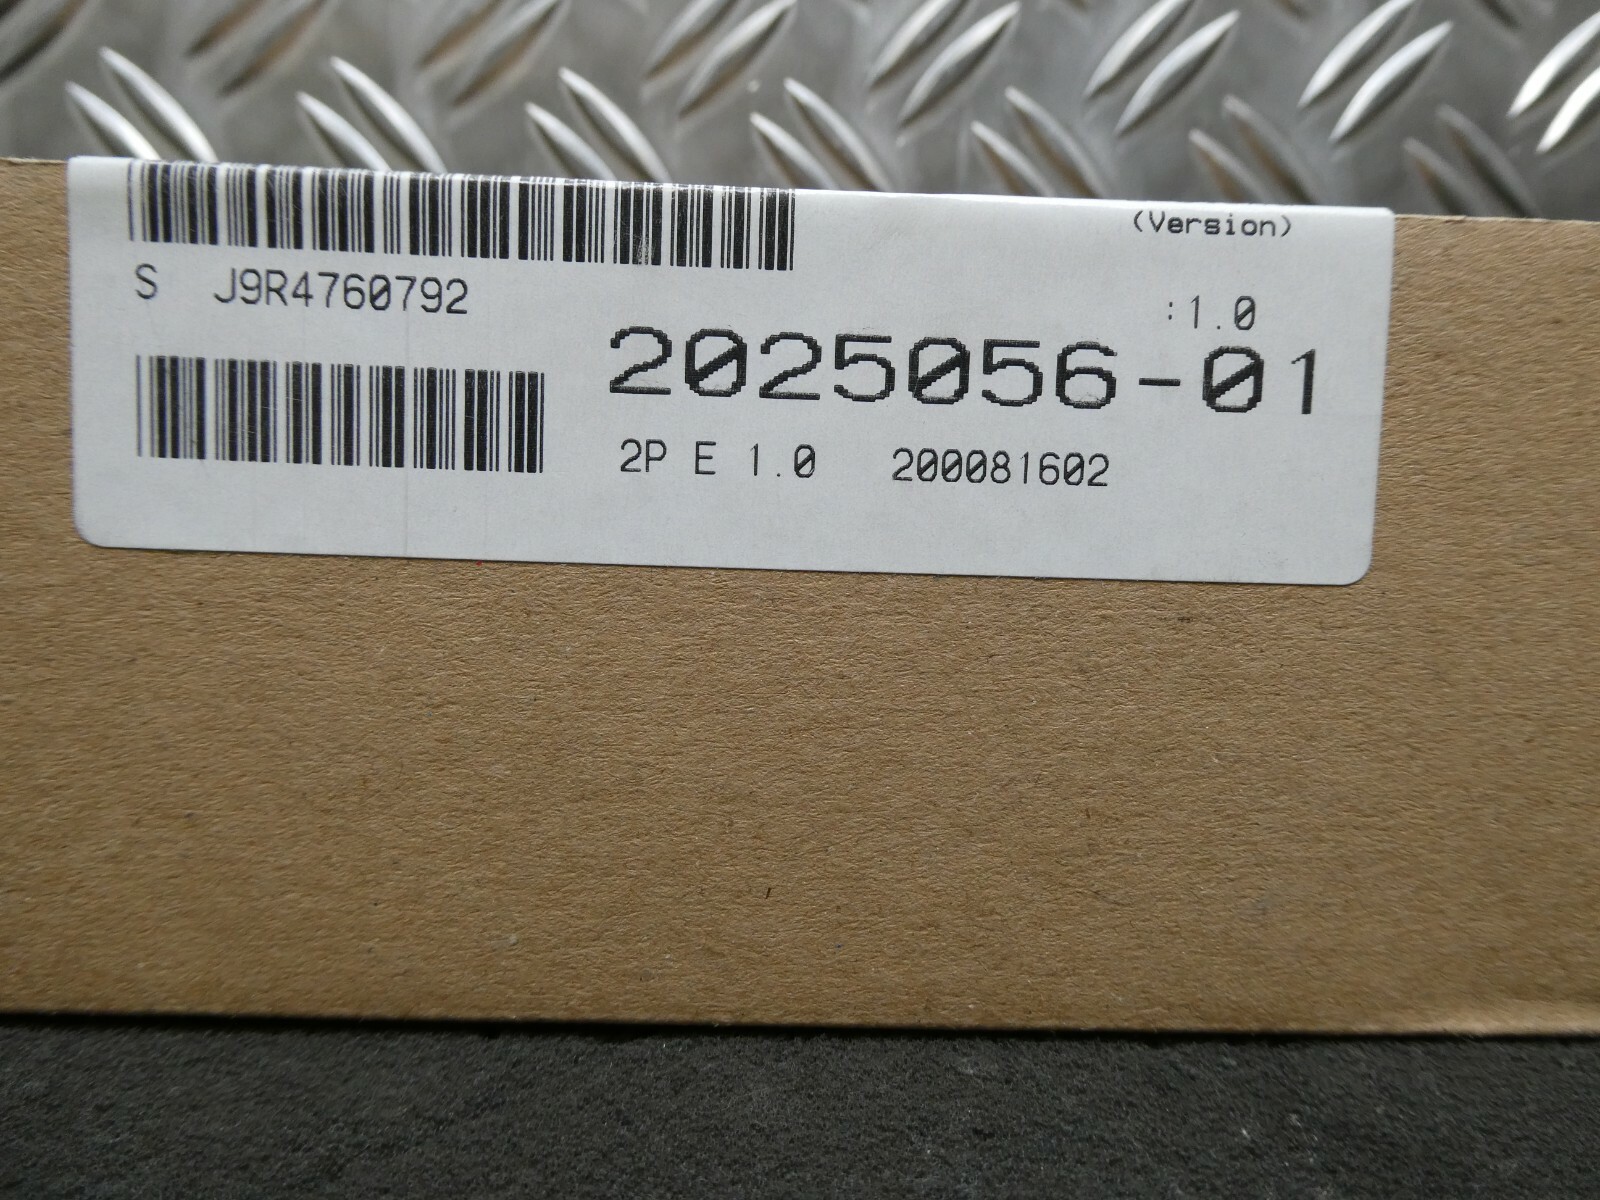 (Version)
S J9R4760792
:1.0
2025056-01
2P E 1.0 200081602